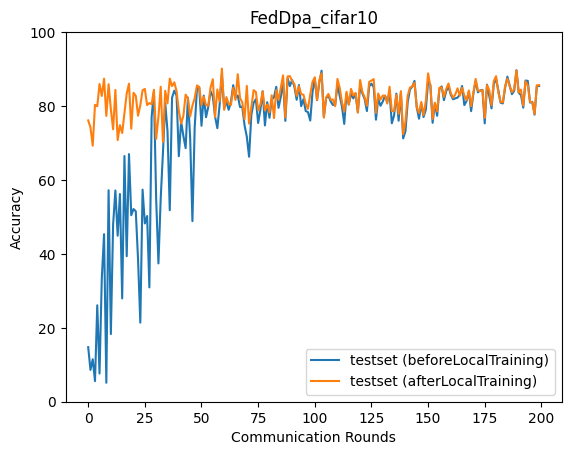 FedDpa_cifar10
100
80
60
40
20
0
Accuracy
testset (beforeLocalTraining)
testset (afterLocalTraining)
0 25 50 75 100 125 150 175 200
Communication Rounds